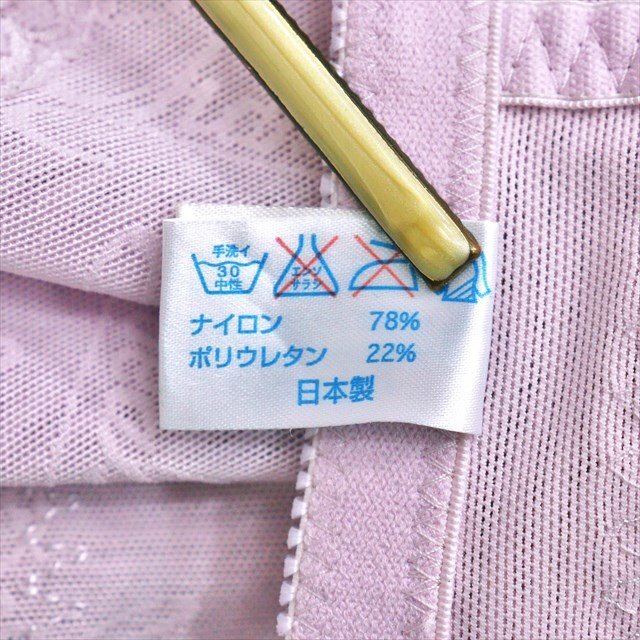 手洗イ
30
中性
エンソ
サラシ
ナイロン 78%
ポリウレタン 22%
日本製